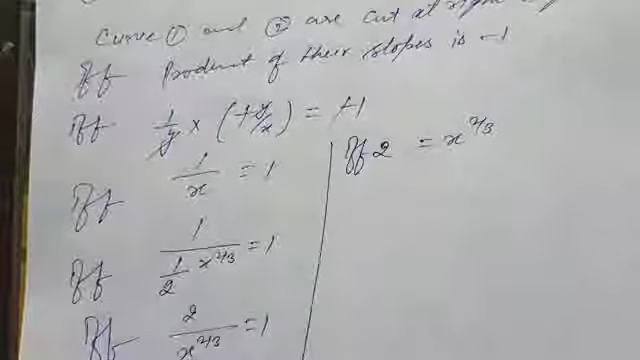 Curve ① and ② are cut at right
Iff Product of their slopes is -1
Iff 1/y × (+y/x) = +1
Iff 1/x = 1
Iff 1/(1/2 x^2/3) = 1
Iff 2/x^2/3 = 1
Iff 2 = x^2/3